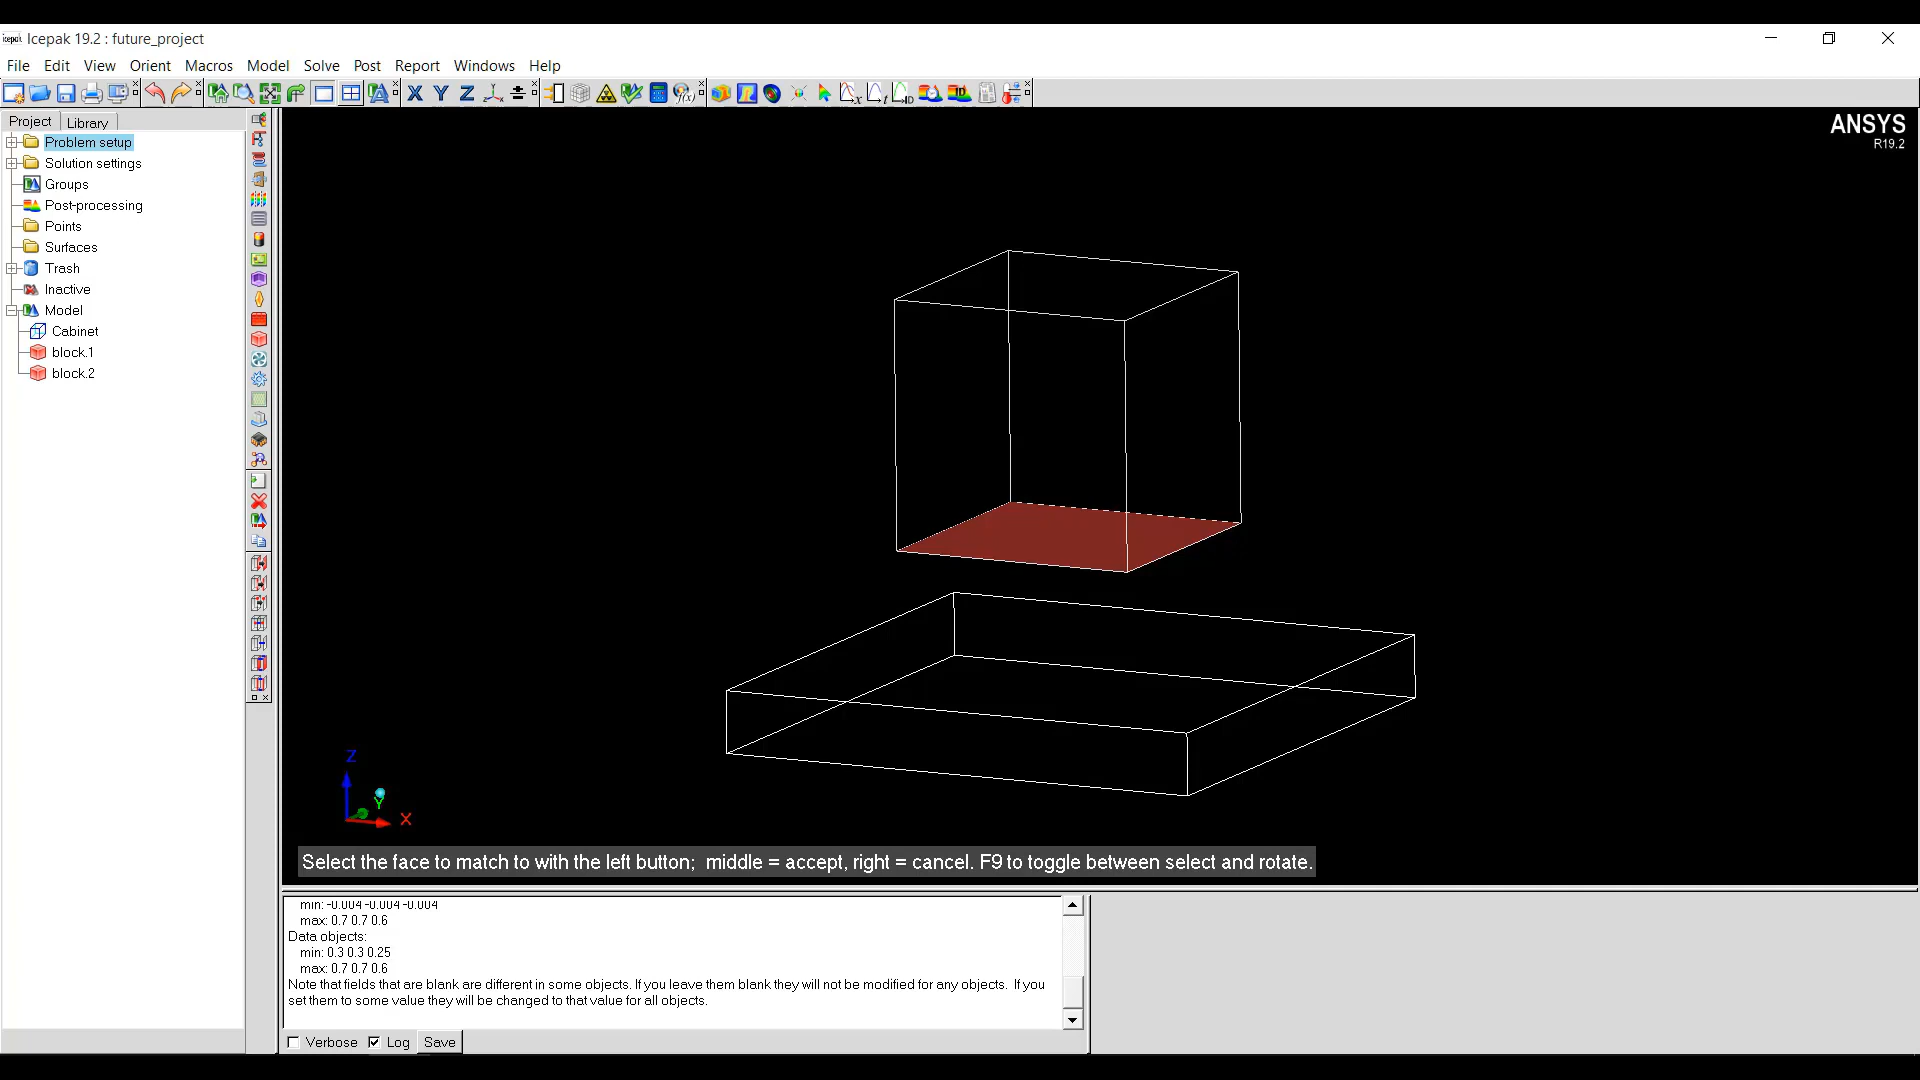 Icepak 19.2 : future_project
File Edit View Orient Macros Model Solve Post Report Windows Help
X Y Z
Project Library
ANSYS
R19.2
Problem setup
Solution settings
Groups
Post-processing
Points
Surfaces
Trash
Inactive
Model
Cabinet
block.1
block.2
Z
Y
X
Select the face to match to with the left button; middle = accept, right = cancel. F9 to toggle between select and rotate.
min: -0.004 -0.004 -0.004
max: 0.7 0.7 0.6
Data objects:
min: 0.3 0.3 0.25
max: 0.7 0.7 0.6
Note that fields that are blank are different in some objects. If you leave them blank they will not be modified for any objects. If you
set them to some value they will be changed to that value for all objects.
Verbose Log Save